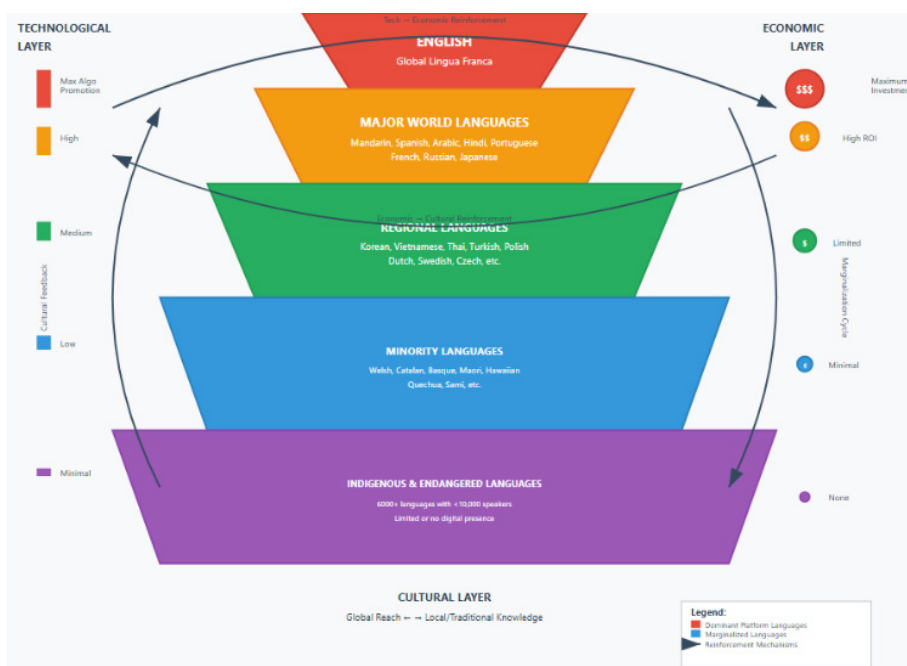 TECHNOLOGICAL
LAYER
Tech → Economic Reinforcement
ECONOMIC
LAYER
ENGLISH
Global Lingua Franca
Max Algo
Promotion
$$$
Maximum
Investmen
MAJOR WORLD LANGUAGES
Mandarin, Spanish, Arabic, Hindi, Portuguese
French, Russian, Japanese
High
$$
High ROI
Economic → Cultural Reinforcement
REGIONAL LANGUAGES
Korean, Vietnamese, Thai, Turkish, Polish
Dutch, Swedish, Czech, etc.
Medium
$
Limited
Cultural Feedback
Marginalization Cycle
MINORITY LANGUAGES
Welsh, Catalan, Basque, Maori, Hawaiian
Quechua, Sami, etc.
Low
Minimal
INDIGENOUS & ENDANGERED LANGUAGES
6000+ languages with <10,000 speakers
Limited or no digital presence
Minimal
None
CULTURAL LAYER
Global Reach ← → Local/Traditional Knowledge
Legend:
Dominant Platform Languages
Marginalized Languages
Reinforcement Mechanisms